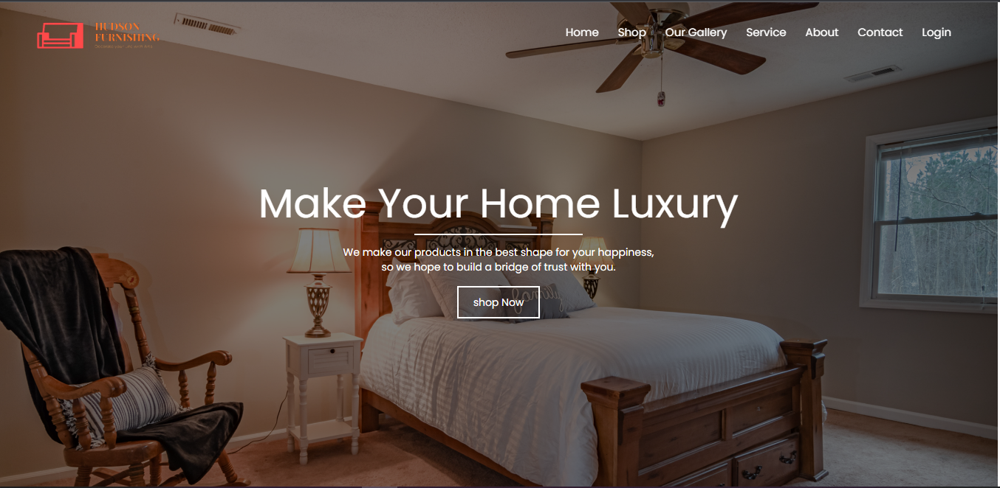 HUDSON
FURNISHING
Home Shop Our Gallery Service About Contact Login
Make Your Home Luxury
We make our products in the best shape for your happiness,
so we hope to build a bridge of trust with you.
shop Now
family